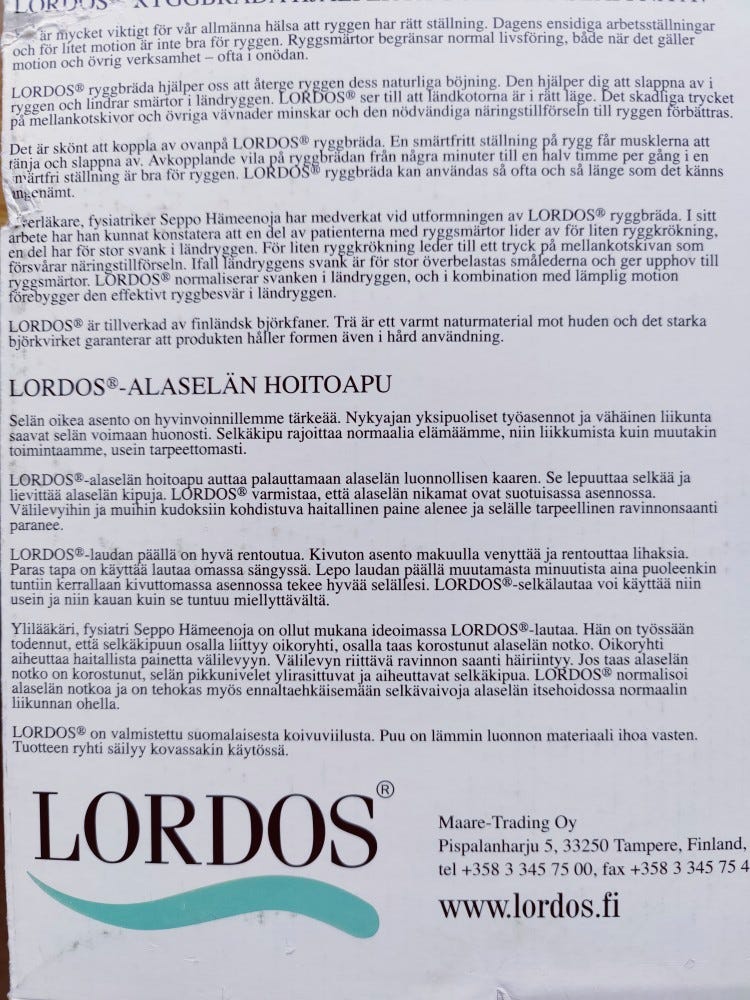 LORDOS®
är mycket viktigt för vår allmänna hälsa att ryggen har rätt ställning. Dagens ensidiga arbetsställningar
och för litet motion är inte bra för ryggen. Ryggsmärtor begränsar normal livsföring, både när det gäller
motion och övrig verksamhet – ofta i onödan.
LORDOS® ryggbräda hjälper oss att återge ryggen dess naturliga böjning. Den hjälper dig att slappna av i
ryggen och lindrar smärtor i ländryggen. LORDOS® ser till att ländkotorna är i rätt läge. Det skadliga trycket
på mellankotskivor och övriga vävnader minskar och den nödvändiga näringstillförseln till ryggen förbättras.
Det är skönt att koppla av ovanpå LORDOS® ryggbräda. En smärtfritt ställning på rygg får musklerna att
tänja och slappna av. Avkopplande vila på ryggbrädan från några minuter till en halv timme per gång i en
smärtfri ställning är bra för ryggen. LORDOS® ryggbräda kan användas så ofta och så länge som det känns
angenämt.
Överläkare, fysiatriker Seppo Hämeenoja har medverkat vid utformningen av LORDOS® ryggbräda. I sitt
arbete har han kunnat konstatera att en del av patienterna med ryggsmärtor lider av för liten ryggkrökning,
en del har för stor svank i ländryggen. För liten ryggkrökning leder till ett tryck på mellankotskivan som
försvårar näringstillförseln. Ifall ländryggens svank är för stor överbelastas smålederna och ger upphov till
ryggsmärtor. LORDOS® normaliserar svanken i ländryggen, och i kombination med lämplig motion
förebygger den effektivt ryggbesvär i ländryggen.
LORDOS® är tillverkad av finländsk björkfaner. Trä är ett varmt naturmaterial mot huden och det starka
björkvirket garanterar att produkten håller formen även i hård användning.
LORDOS®-ALASELÄN HOITOAPU
Selän oikea asento on hyvinvoinnillemme tärkeää. Nykyajan yksipuoliset työasennot ja vähäinen liikunta
saavat selän voimaan huonosti. Selkäkipu rajoittaa normaalia elämäämme, niin liikkumista kuin muutakin
toimintaamme, usein tarpeettomasti.
LORDOS®-alaselän hoitoapu auttaa palauttamaan alaselän luonnollisen kaaren. Se lepuuttaa selkää ja
lievittää alaselän kipuja. LORDOS® varmistaa, että alaselän nikamat ovat suotuisassa asennossa.
Välilevyihin ja muihin kudoksiin kohdistuva haitallinen paine alenee ja selälle tarpeellinen ravinnonsaanti
paranee.
LORDOS®-laudan päällä on hyvä rentoutua. Kivuton asento makuulla venyttää ja rentouttaa lihaksia.
Paras tapa on käyttää lautaa omassa sängyssä. Lepo laudan päällä muutamasta minuutista aina puoleenkin
tuntiin kerrallaan kivuttomassa asennossa tekee hyvää selällesi. LORDOS®-selkälautaa voi käyttää niin
usein ja niin kauan kuin se tuntuu miellyttävältä.
Ylilääkäri, fysiatri Seppo Hämeenoja on ollut mukana ideoimassa LORDOS®-lautaa. Hän on työssään
todennut, että selkäkipuun osalla liittyy oikoryhti, osalla taas korostunut alaselän notko. Oikoryhti
aiheuttaa haitallista painetta välilevyyn. Välilevyn riittävä ravinnon saanti häiriintyy. Jos taas alaselän
notko on korostunut, selän pikkunivelet ylirasittuvat ja aiheuttavat selkäkipua. LORDOS® normalisoi
alaselän notkoa ja on tehokas myös ennaltaehkäisemään selkävaivoja alaselän itsehoidossa normaalin
liikunnan ohella.
LORDOS® on valmistettu suomalaisesta koivuviilusta. Puu on lämmin luonnon materiaali ihoa vasten.
Tuotteen ryhti säilyy kovassakin käytössä.
LORDOS®
Maare-Trading Oy
Pispalanharju 5, 33250 Tampere, Finland,
tel +358 3 345 75 00, fax +358 3 345 75 4
www.lordos.fi